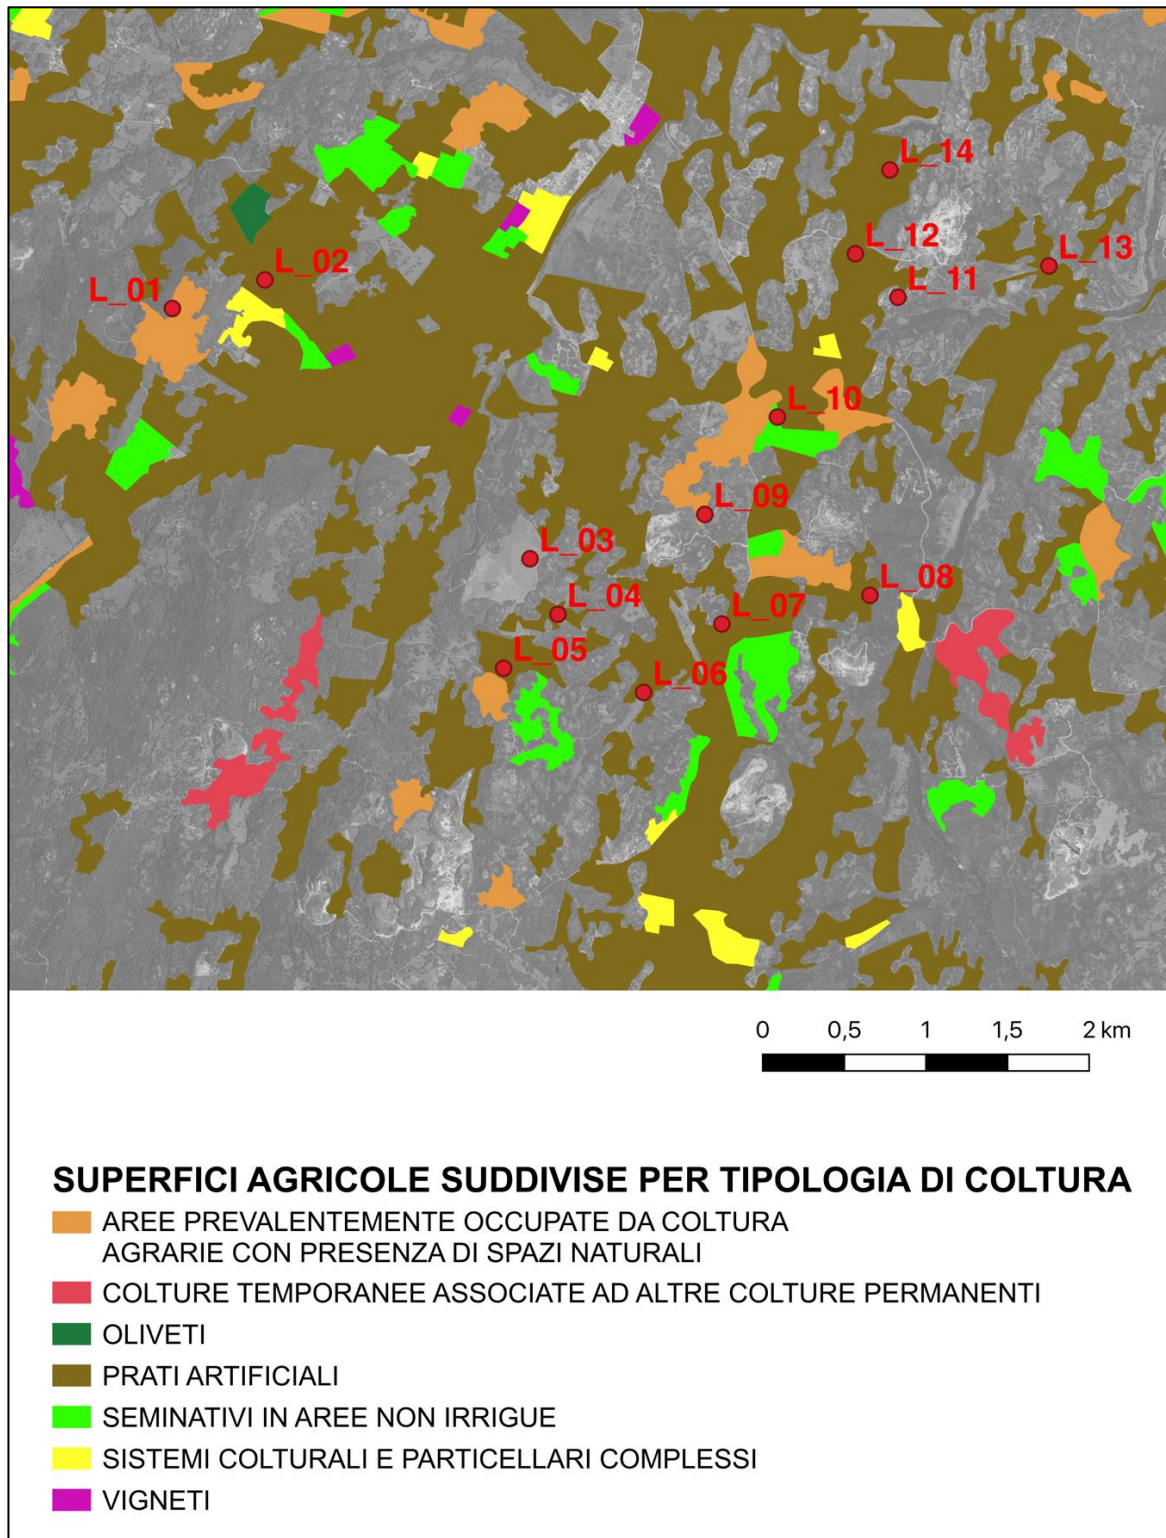 L_14
L_12
L_13
L_02
L_11
L_01
L_10
L_09
L_03
L_08
L_04
L_07
L_05
L_06
0 0,5 1 1,5 2 km
SUPERFICI AGRICOLE SUDDIVISE PER TIPOLOGIA DI COLTURA
AREE PREVALENTEMENTE OCCUPATE DA COLTURA
AGRARIE CON PRESENZA DI SPAZI NATURALI
COLTURE TEMPORANEE ASSOCIATE AD ALTRE COLTURE PERMANENTI
OLIVETI
PRATI ARTIFICIALI
SEMINATIVI IN AREE NON IRRIGUE
SISTEMI COLTURALI E PARTICELLARI COMPLESSI
VIGNETI